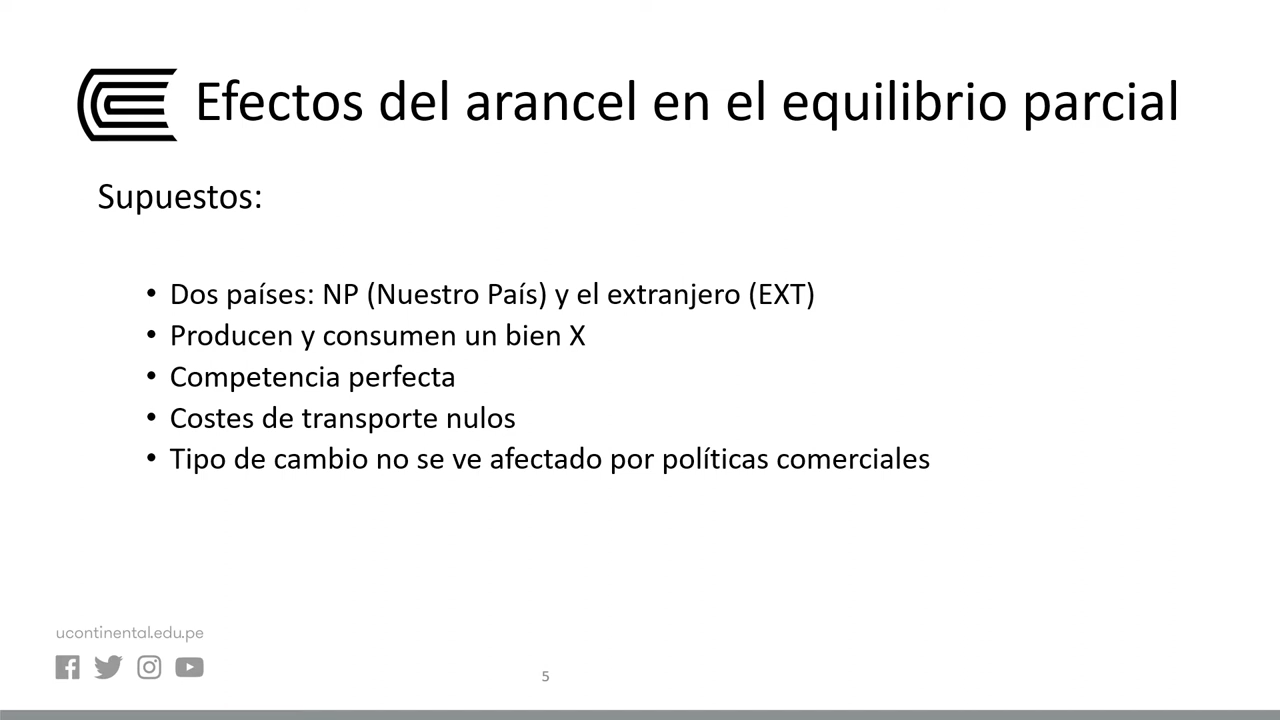 Efectos del arancel en el equilibrio parcial
Supuestos:
• Dos países: NP (Nuestro País) y el extranjero (EXT)
• Producen y consumen un bien X
• Competencia perfecta
• Costes de transporte nulos
• Tipo de cambio no se ve afectado por políticas comerciales
ucontinental.edu.pe
5